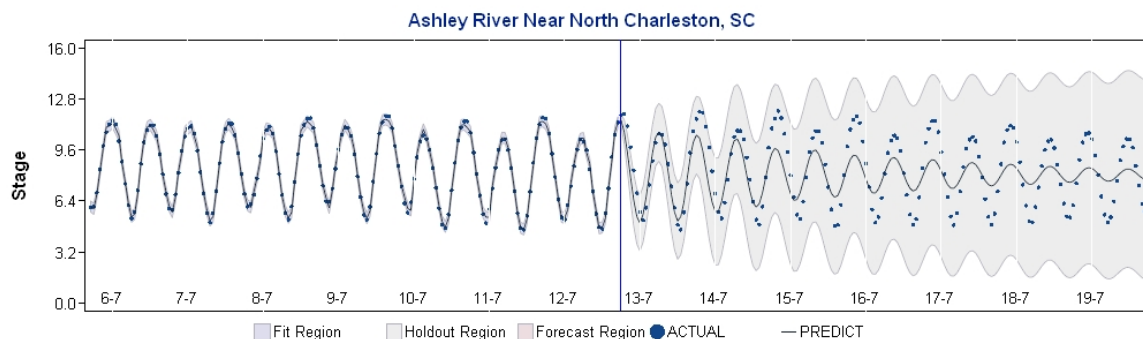 Ashley River Near North Charleston, SC
Stage
16.0
12.8
9.6
6.4
3.2
0.0
6-7 7-7 8-7 9-7 10-7 11-7 12-7 13-7 14-7 15-7 16-7 17-7 18-7 19-7
Fit Region Holdout Region Forecast Region ACTUAL PREDICT